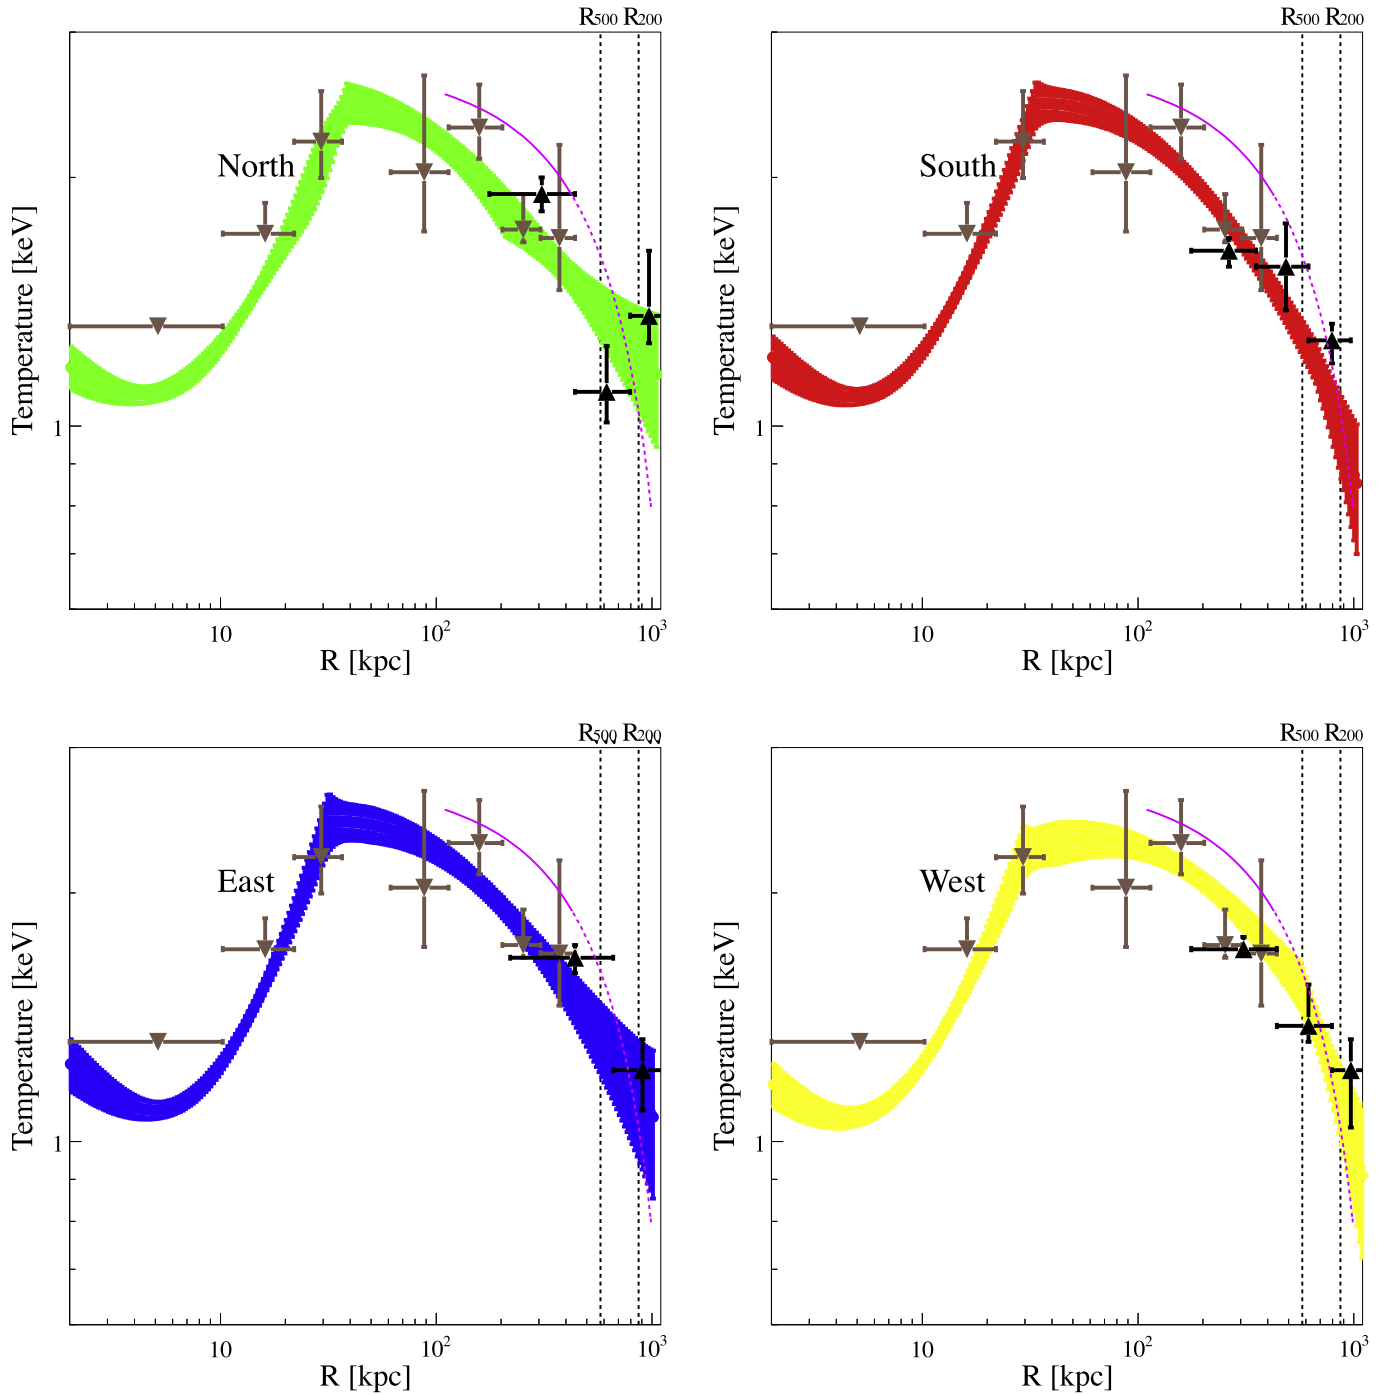 R500 R200
R500 R200
North
South
Temperature [keV]
Temperature [keV]
1
1
10
10²
10³
10
10²
10³
R [kpc]
R [kpc]
R500 R200
R500 R200
East
West
Temperature [keV]
Temperature [keV]
1
1
10
10²
10³
10
10²
10³
R [kpc]
R [kpc]